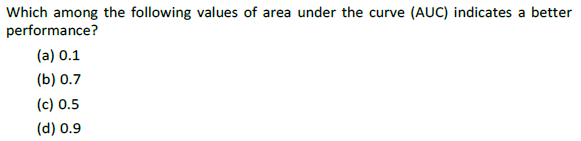 Which among the following values of area under the curve (AUC) indicates a better
performance?
(a) 0.1
(b) 0.7
(c) 0.5
(d) 0.9